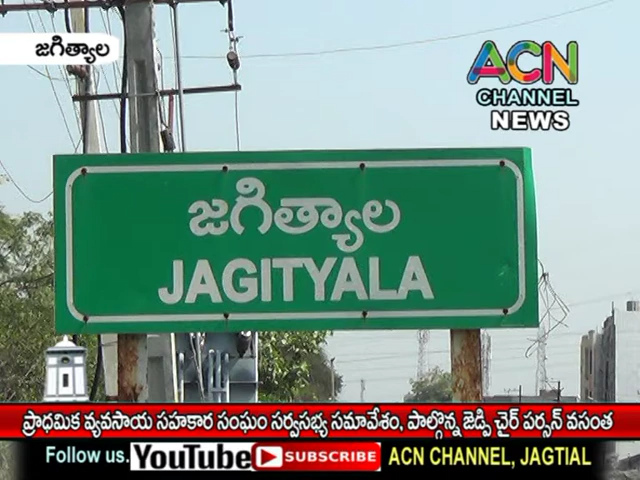 జగిత్యాల
ACN
CHANNEL
NEWS
జగిత్యాల
JAGITYALA
ప్రాధమిక వ్యవసాయ సహకార సంఘం సర్వసభ్య సమావేశం, పాల్గొన్న జెడ్పి చైర్ పర్సన్ వసంత
Follow us. YouTube SUBSCRIBE ACN CHANNEL, JAGTIAL